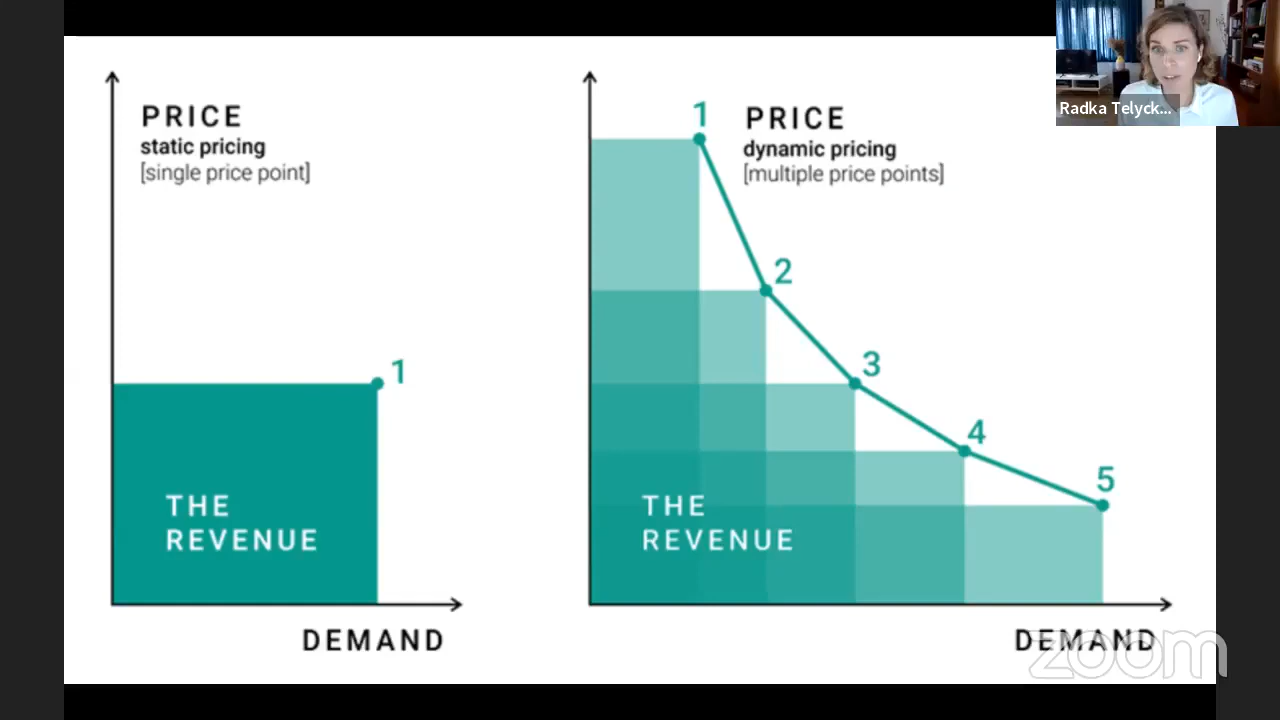 PRICE
static pricing
[single price point]
1
THE
REVENUE
DEMAND
1
PRICE
dynamic pricing
[multiple price points]
2
3
4
5
THE
REVENUE
DEMAND
zoom
Radka Telyck...